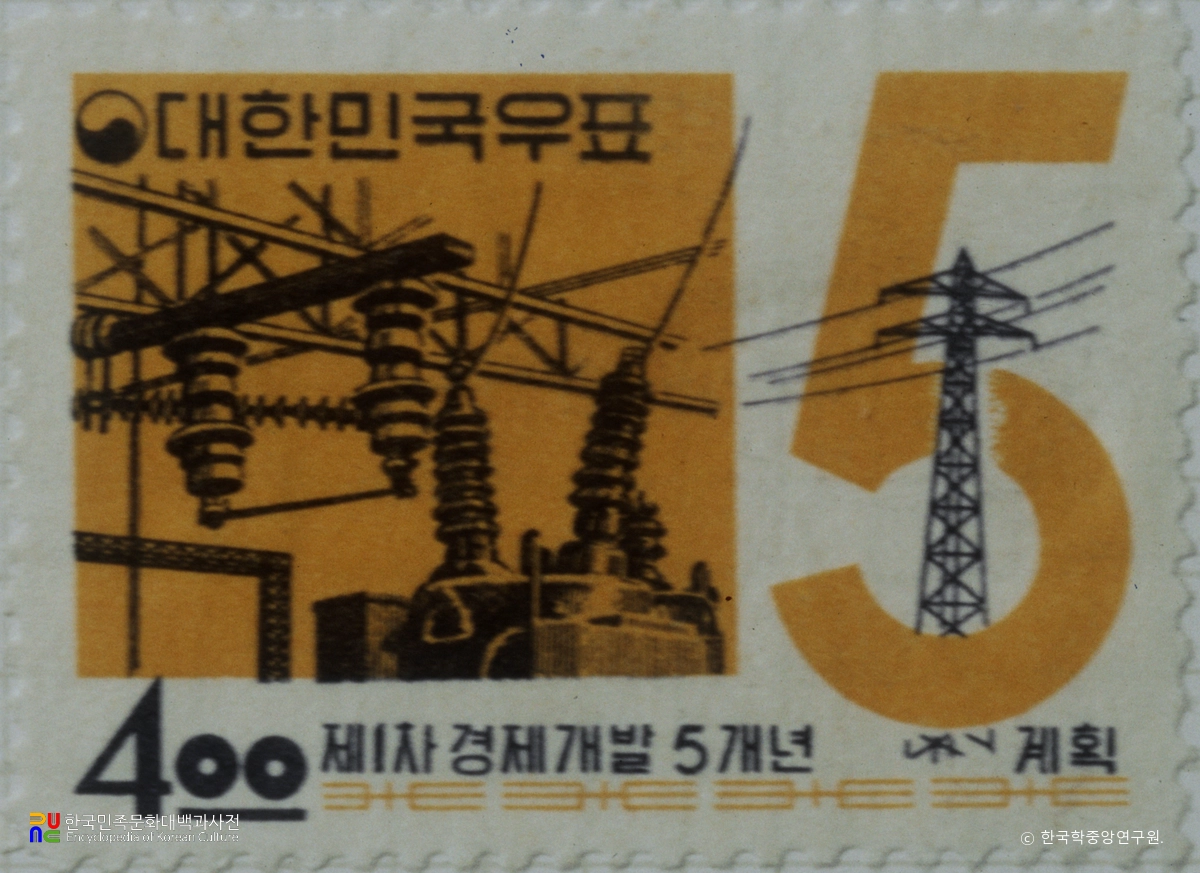 대한민국우표
5
4.00
제1차 경제개발 5개년 계획
한국민족문화대백과사전
Encyclopedia of Korean Culture
ⓒ 한국학중앙연구원.